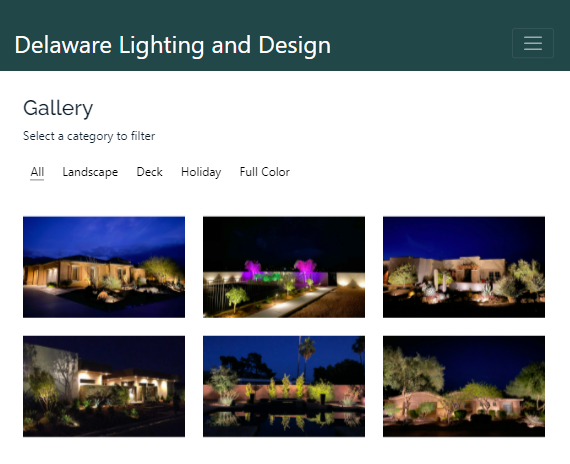 Delaware Lighting and Design
Gallery
Select a category to filter
All Landscape Deck Holiday Full Color